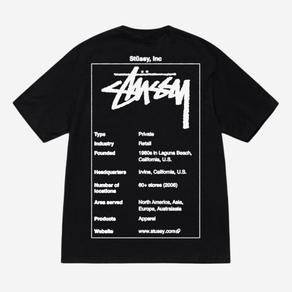 Stüssy, Inc
Stüssy
Type Private
Industry Retail
Founded 1980s in Laguna Beach,
California, U.S.
Headquarters Irvine, California, U.S.
Number of 60+ stores (2006)
locations
Area served North America, Asia,
Europe, Australasia
Products Apparel
Website www.stussy.com